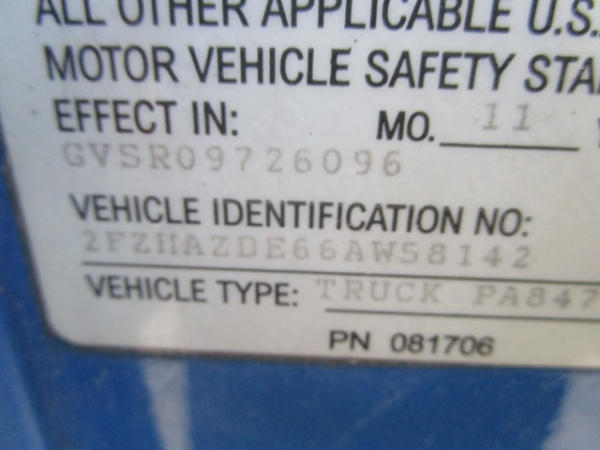 ALL OTHER APPLICABLE U.S.
MOTOR VEHICLE SAFETY STA
EFFECT IN: MO. 11
GVSR09726096
VEHICLE IDENTIFICATION NO:
2FZHAZDE66AW58142
VEHICLE TYPE: TRUCK PA847
PN 081706